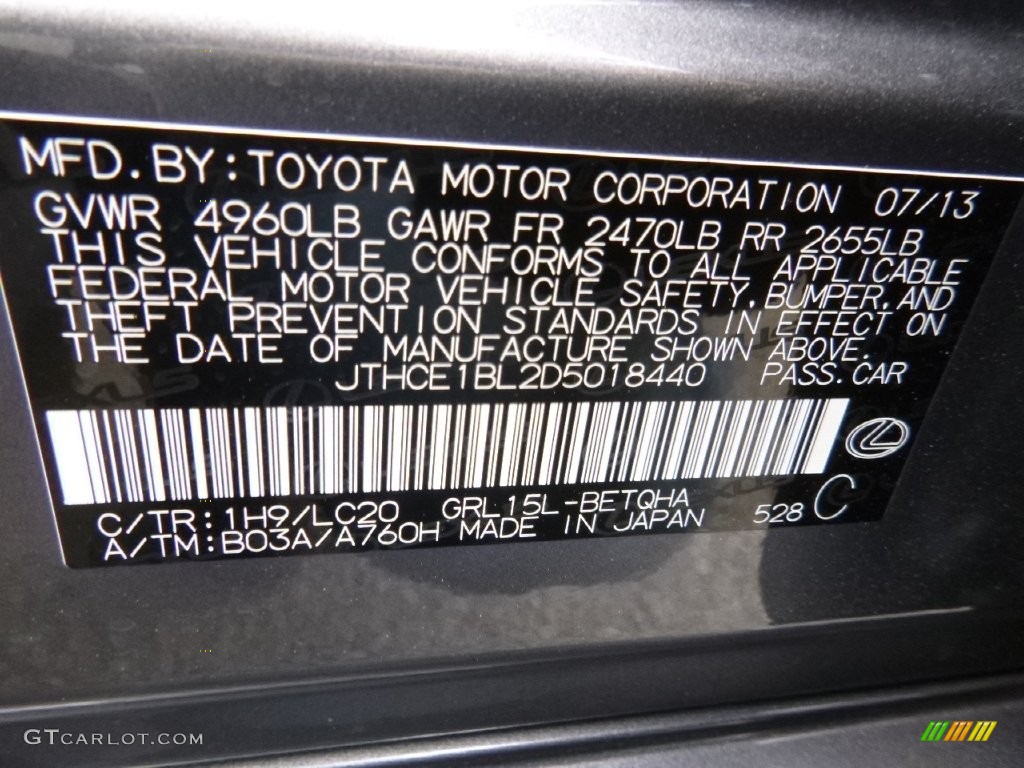 MFD. BY: TOYOTA MOTOR CORPORATION 07/13
GVWR 4960LB GAWR FR 2470LB RR 2655LB
THIS VEHICLE CONFORMS TO ALL APPLICABLE
FEDERAL MOTOR VEHICLE SAFETY, BUMPER, AND
THEFT PREVENTION STANDARDS IN EFFECT ON
THE DATE OF MANUFACTURE SHOWN ABOVE.
JTHCE1BL2D5018440 PASS. CAR
C/TR: 1H9/LC20 GRL15L-BETQHA
A/TM: B03A/A760H MADE IN JAPAN 528 C
GTCARLOT.COM